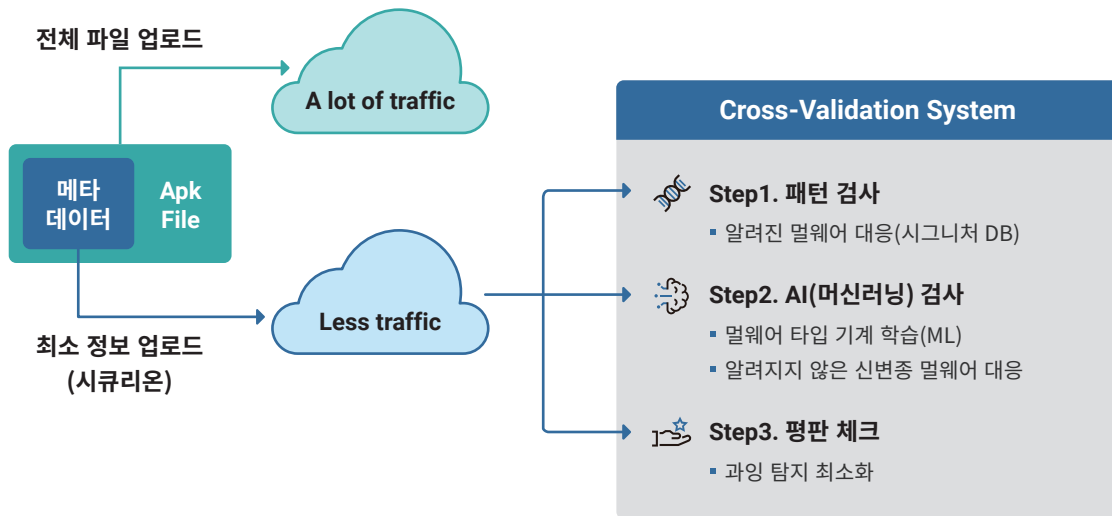 전체 파일 업로드
A lot of traffic
메타
데이터
Apk
File
Less traffic
최소 정보 업로드
(시큐리온)
Cross-Validation System
Step1. 패턴 검사
▪ 알려진 멀웨어 대응(시그니처 DB)
Step2. AI(머신러닝) 검사
▪ 멀웨어 타입 기계 학습(ML)
▪ 알려지지 않은 신변종 멀웨어 대응
Step3. 평판 체크
▪ 과잉 탐지 최소화